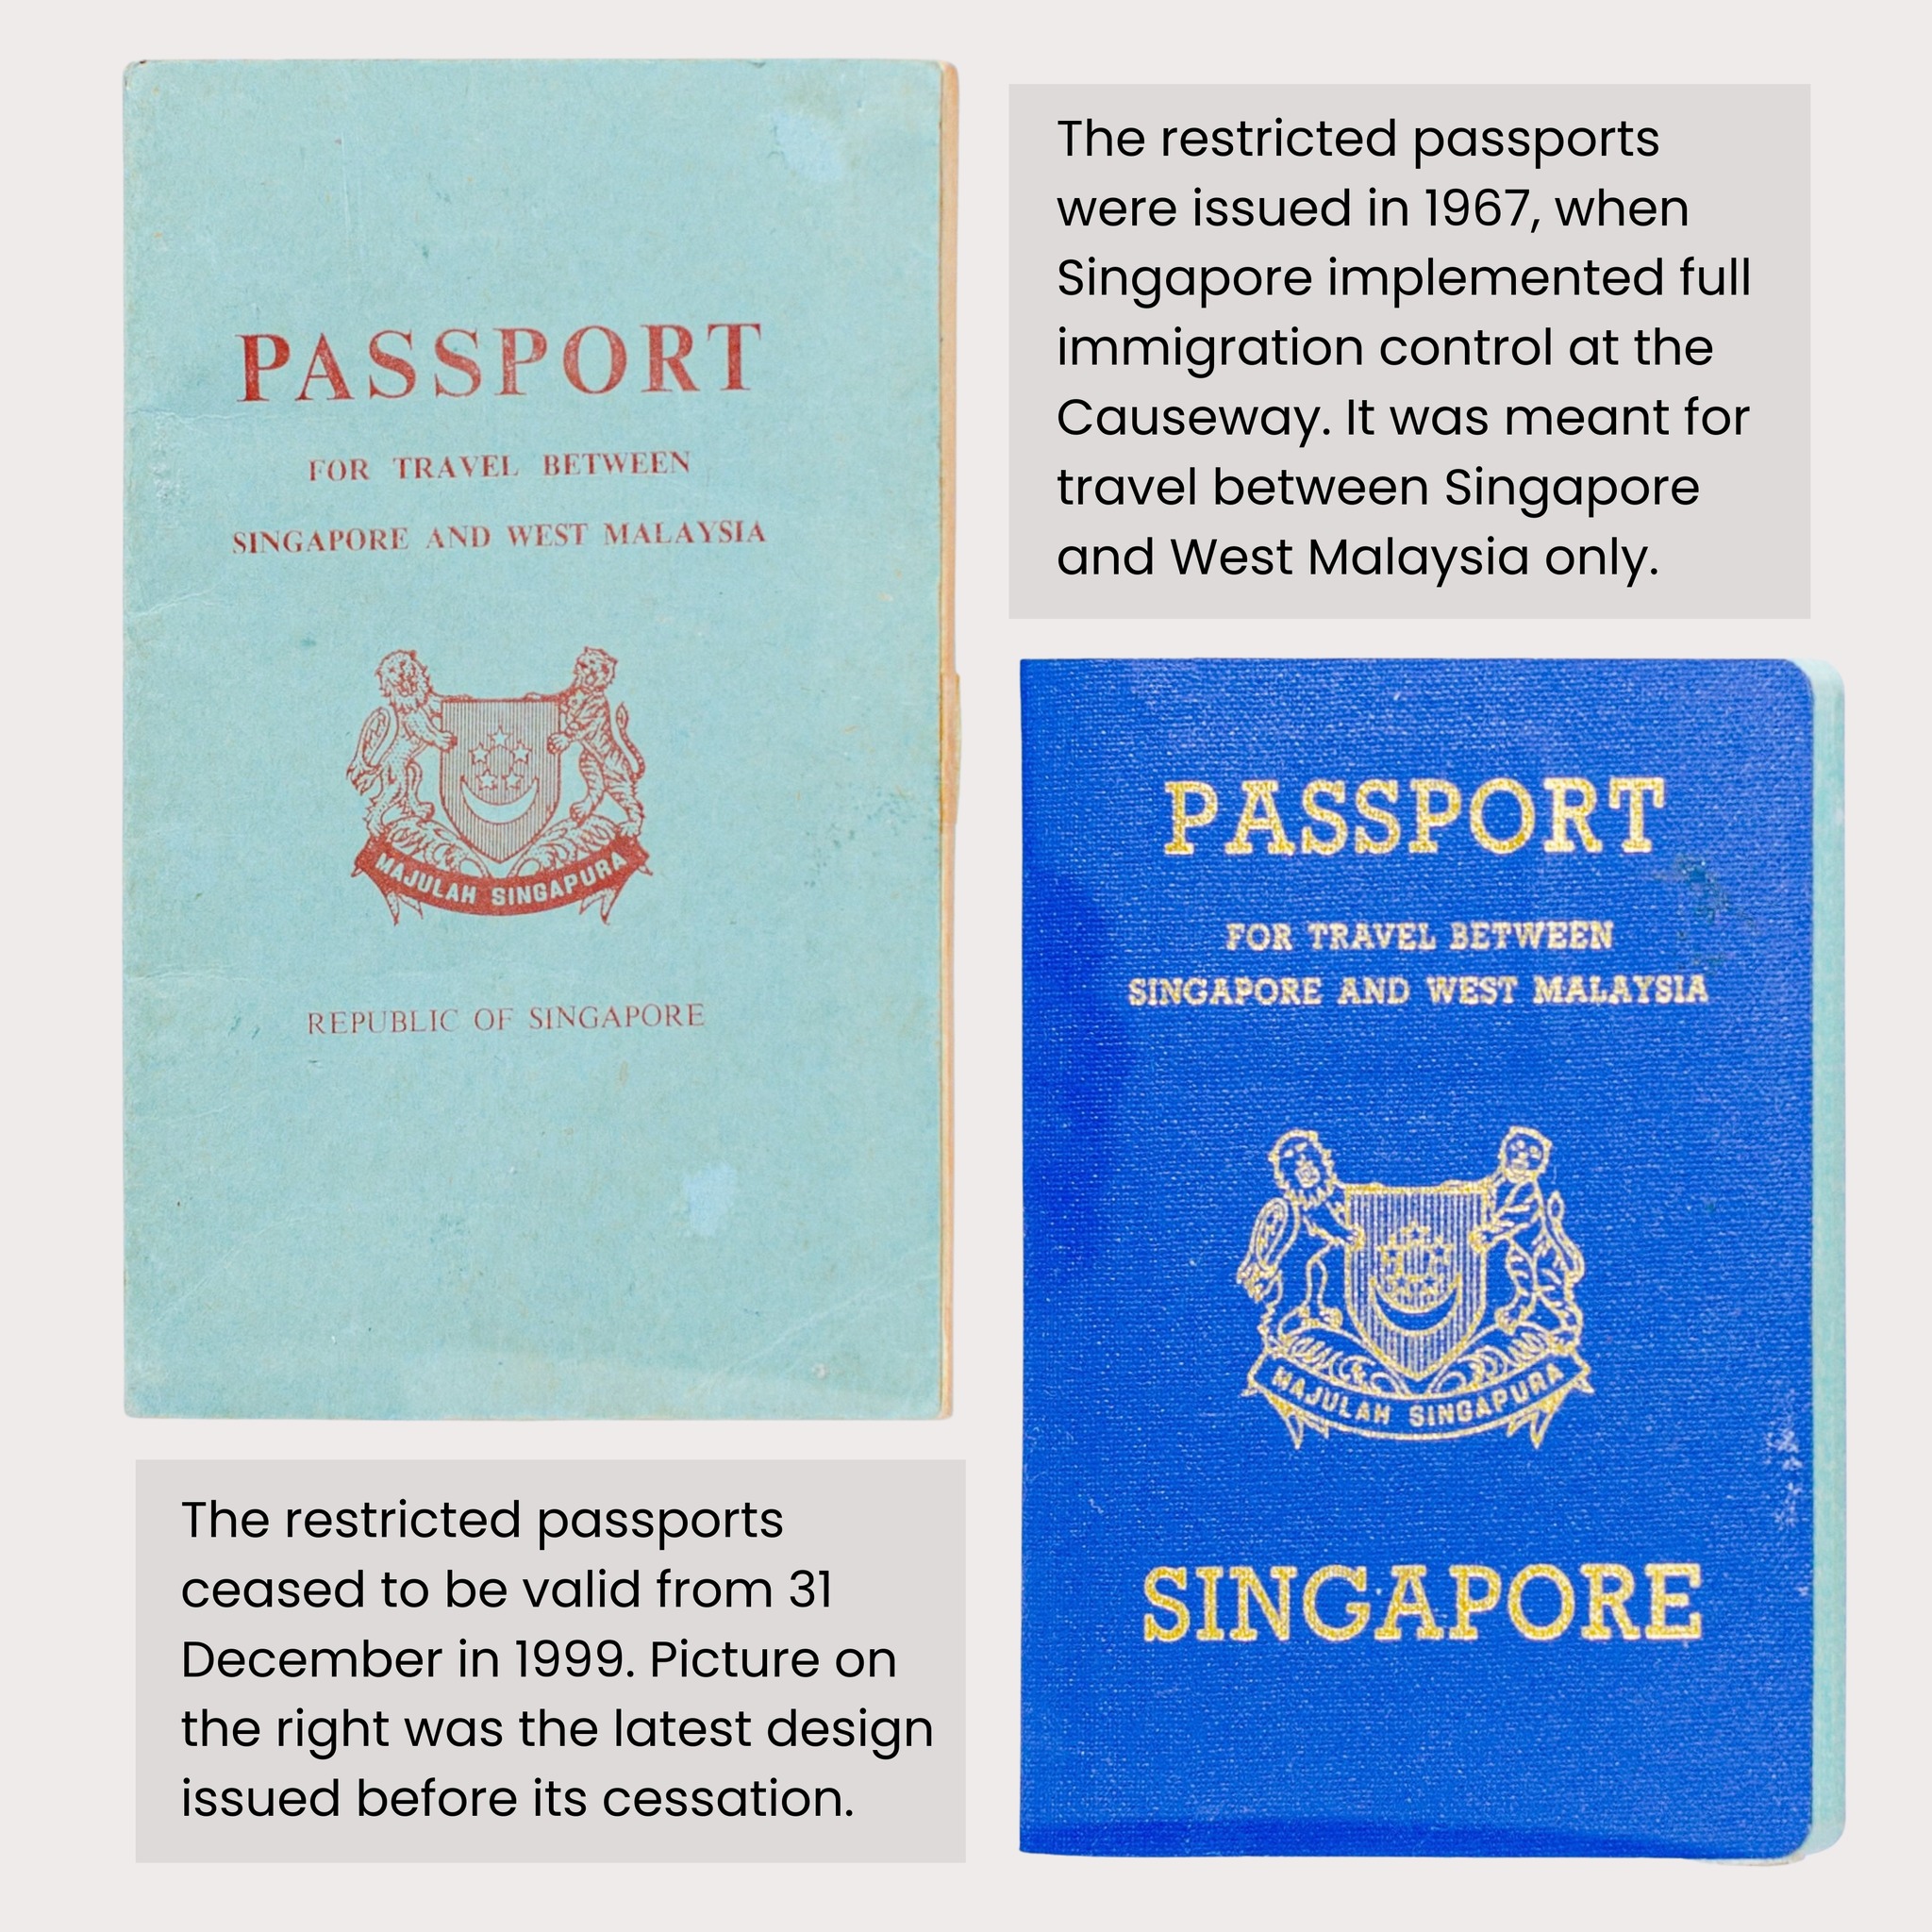 PASSPORT
FOR TRAVEL BETWEEN
SINGAPORE AND WEST MALAYSIA
MAJULAH SINGAPURA
REPUBLIC OF SINGAPORE
The restricted passports
were issued in 1967, when
Singapore implemented full
immigration control at the
Causeway. It was meant for
travel between Singapore
and West Malaysia only.
The restricted passports
ceased to be valid from 31
December in 1999. Picture on
the right was the latest design
issued before its cessation.
PASSPORT
FOR TRAVEL BETWEEN
SINGAPORE AND WEST MALAYSIA
MAJULAH SINGAPURA
SINGAPORE